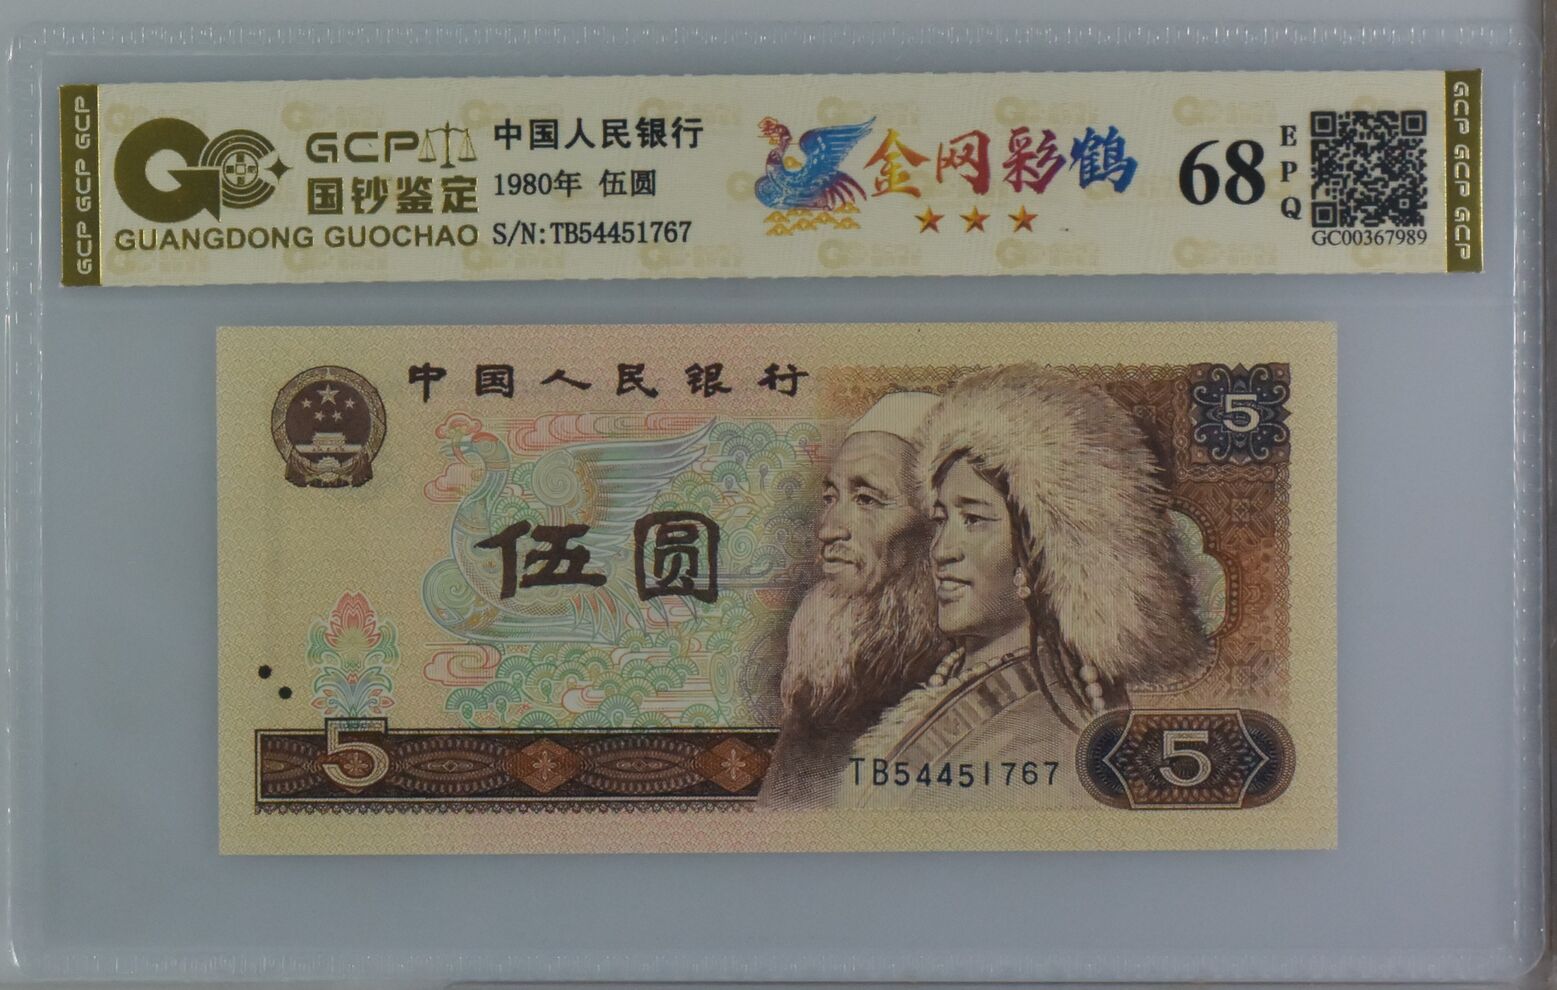 GCP GCP GCP
GCP
国钞鉴定
GUANGDONG GUOCHAO
中国人民银行
1980年 伍圆
S/N:TB54451767
金网彩鹤
68
EPQ
GC00367989
GCP GCP GCP
中国人民银行
5
伍圆
5
TB54451767
5